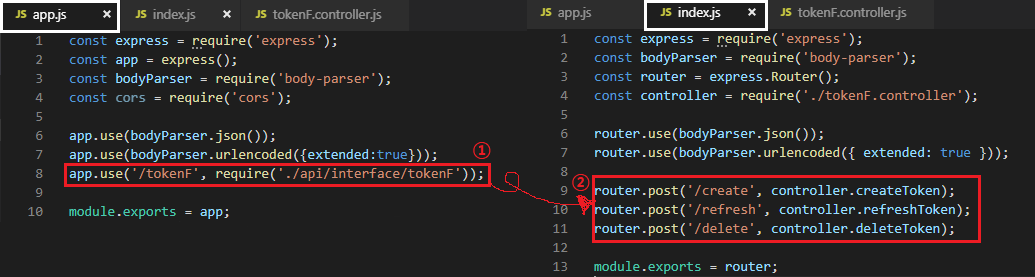 JS app.js × JS index.js × JS tokenF.controller.js
1 const express = require('express');
2 const app = express();
3 const bodyParser = require('body-parser');
4 const cors = require('cors');
5
6 app.use(bodyParser.json());
7 app.use(bodyParser.urlencoded({extended:true}));
①
8 app.use('/tokenF', require('./api/interface/tokenF'));
9
10 module.exports = app;
JS app.js JS index.js × JS tokenF.controller.js
1 const express = require('express');
2 const bodyParser = require('body-parser');
3 const router = express.Router();
4 const controller = require('./tokenF.controller');
5
6 router.use(bodyParser.json());
7 router.use(bodyParser.urlencoded({ extended: true }));
8
②
9 router.post('/create', controller.createToken);
10 router.post('/refresh', controller.refreshToken);
11 router.post('/delete', controller.deleteToken);
12
13 module.exports = router;